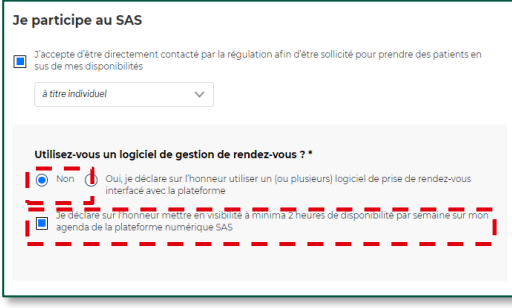 Je participe au SAS
J'accepte d'être directement contacté par la régulation afin d'être sollicité pour prendre des patients en
sus de mes disponibilités
à titre individuel
Utilisez-vous un logiciel de gestion de rendez-vous ? *
Non Oui, je déclare sur l'honneur utiliser un (ou plusieurs) logiciel de prise de rendez-vous
interfacé avec la plateforme
Je déclare sur l'honneur mettre en visibilité à minima 2 heures de disponibilité par semaine sur mon
agenda de la plateforme numérique SAS